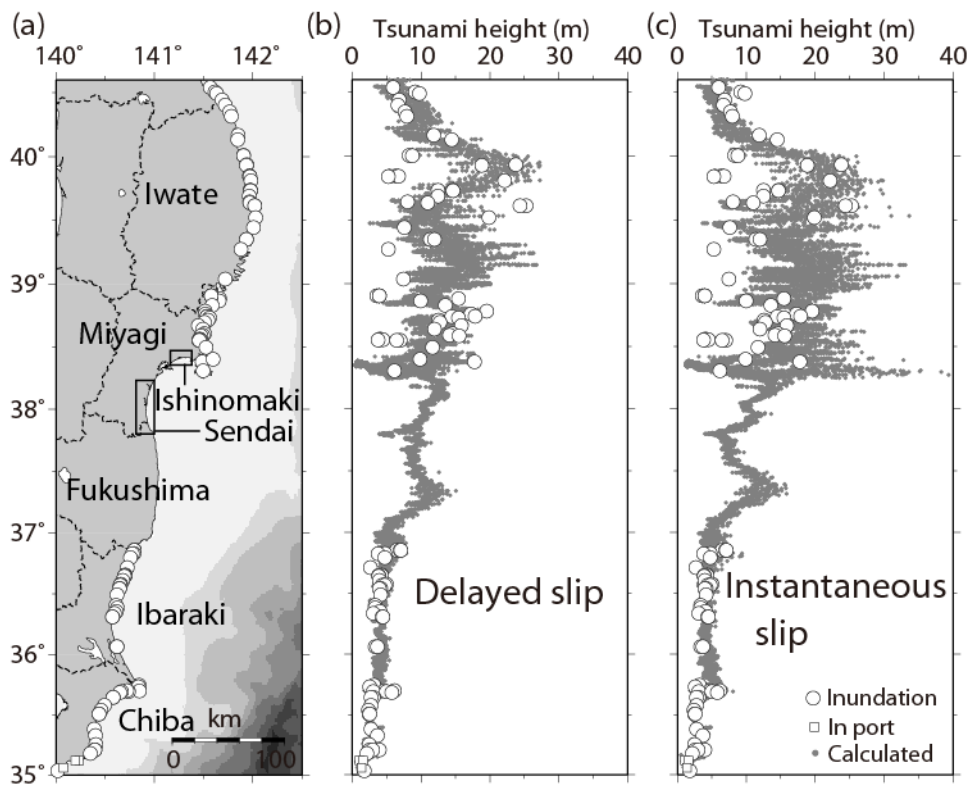 (a)
140° 141° 142°
40°
39°
38°
37°
36°
35°
Iwate
Miyagi
Ishinomaki
Sendai
Fukushima
Ibaraki
Chiba
km
0 100
(b)
Tsunami height (m)
0 10 20 30 40
Delayed slip
(c)
Tsunami height (m)
0 10 20 30 40
Instantaneous
slip
Inundation
In port
Calculated